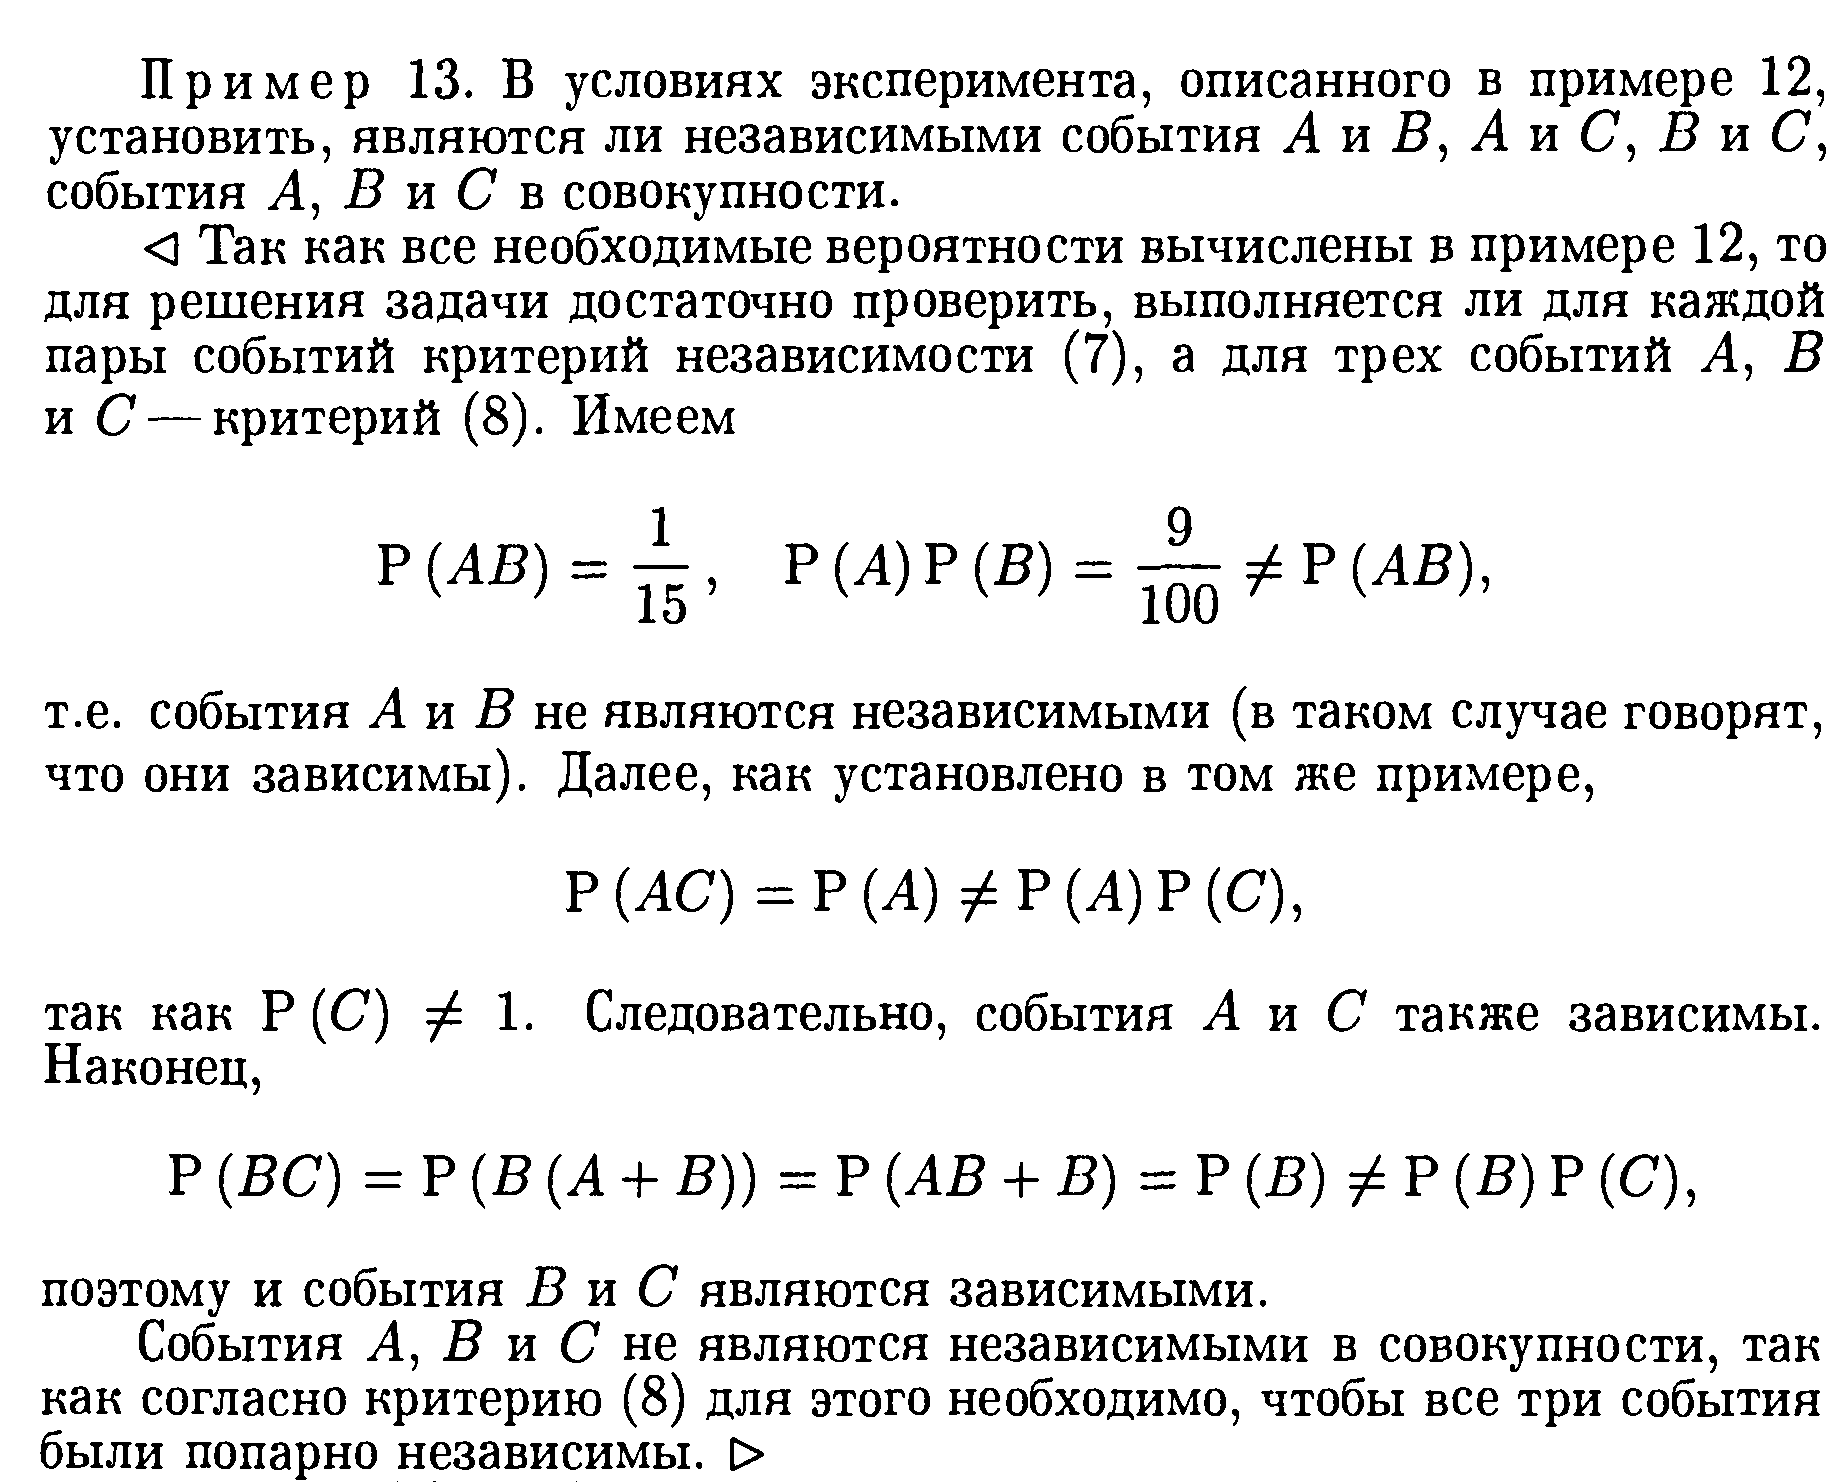 Пример 13. В условиях эксперимента, описанного в примере 12,
установить, являются ли независимыми события A и B, A и C, B и C,
события A, B и C в совокупности.
◁ Так как все необходимые вероятности вычислены в примере 12, то
для решения задачи достаточно проверить, выполняется ли для каждой
пары событий критерий независимости (7), а для трех событий A, B
и C — критерий (8). Имеем
P(AB) = 1/15, P(A)P(B) = 9/100 ≠ P(AB),
т.е. события A и B не являются независимыми (в таком случае говорят,
что они зависимы). Далее, как установлено в том же примере,
P(AC) = P(A) ≠ P(A)P(C),
так как P(C) ≠ 1. Следовательно, события A и C также зависимы.
Наконец,
P(BC) = P(B(A + B)) = P(AB + B) = P(B) ≠ P(B)P(C),
поэтому и события B и C являются зависимыми.
События A, B и C не являются независимыми в совокупности, так
как согласно критерию (8) для этого необходимо, чтобы все три события
были попарно независимы. ▷